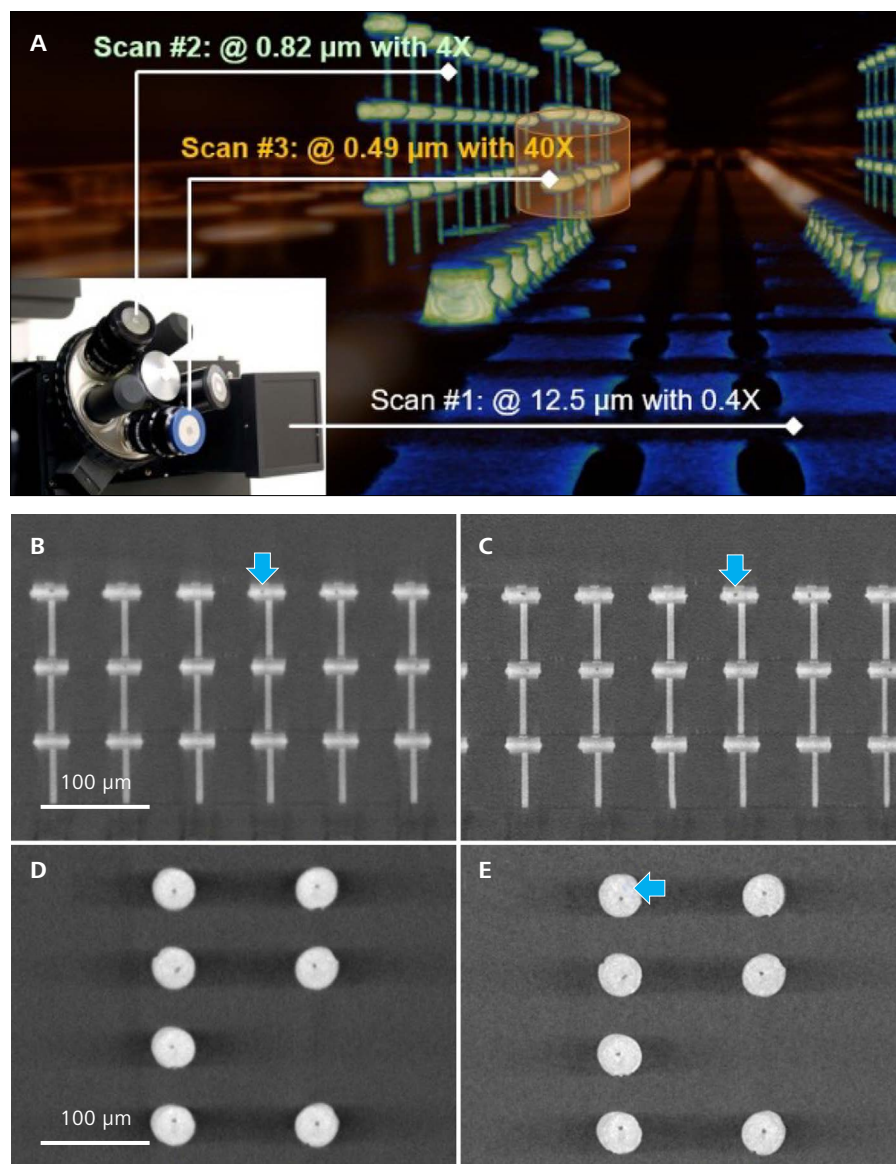 A
Scan #2: @ 0.82 µm with 4X
Scan #3: @ 0.49 µm with 40X
Scan #1: @ 12.5 µm with 0.4X
B
C
100 µm
D
E
100 µm